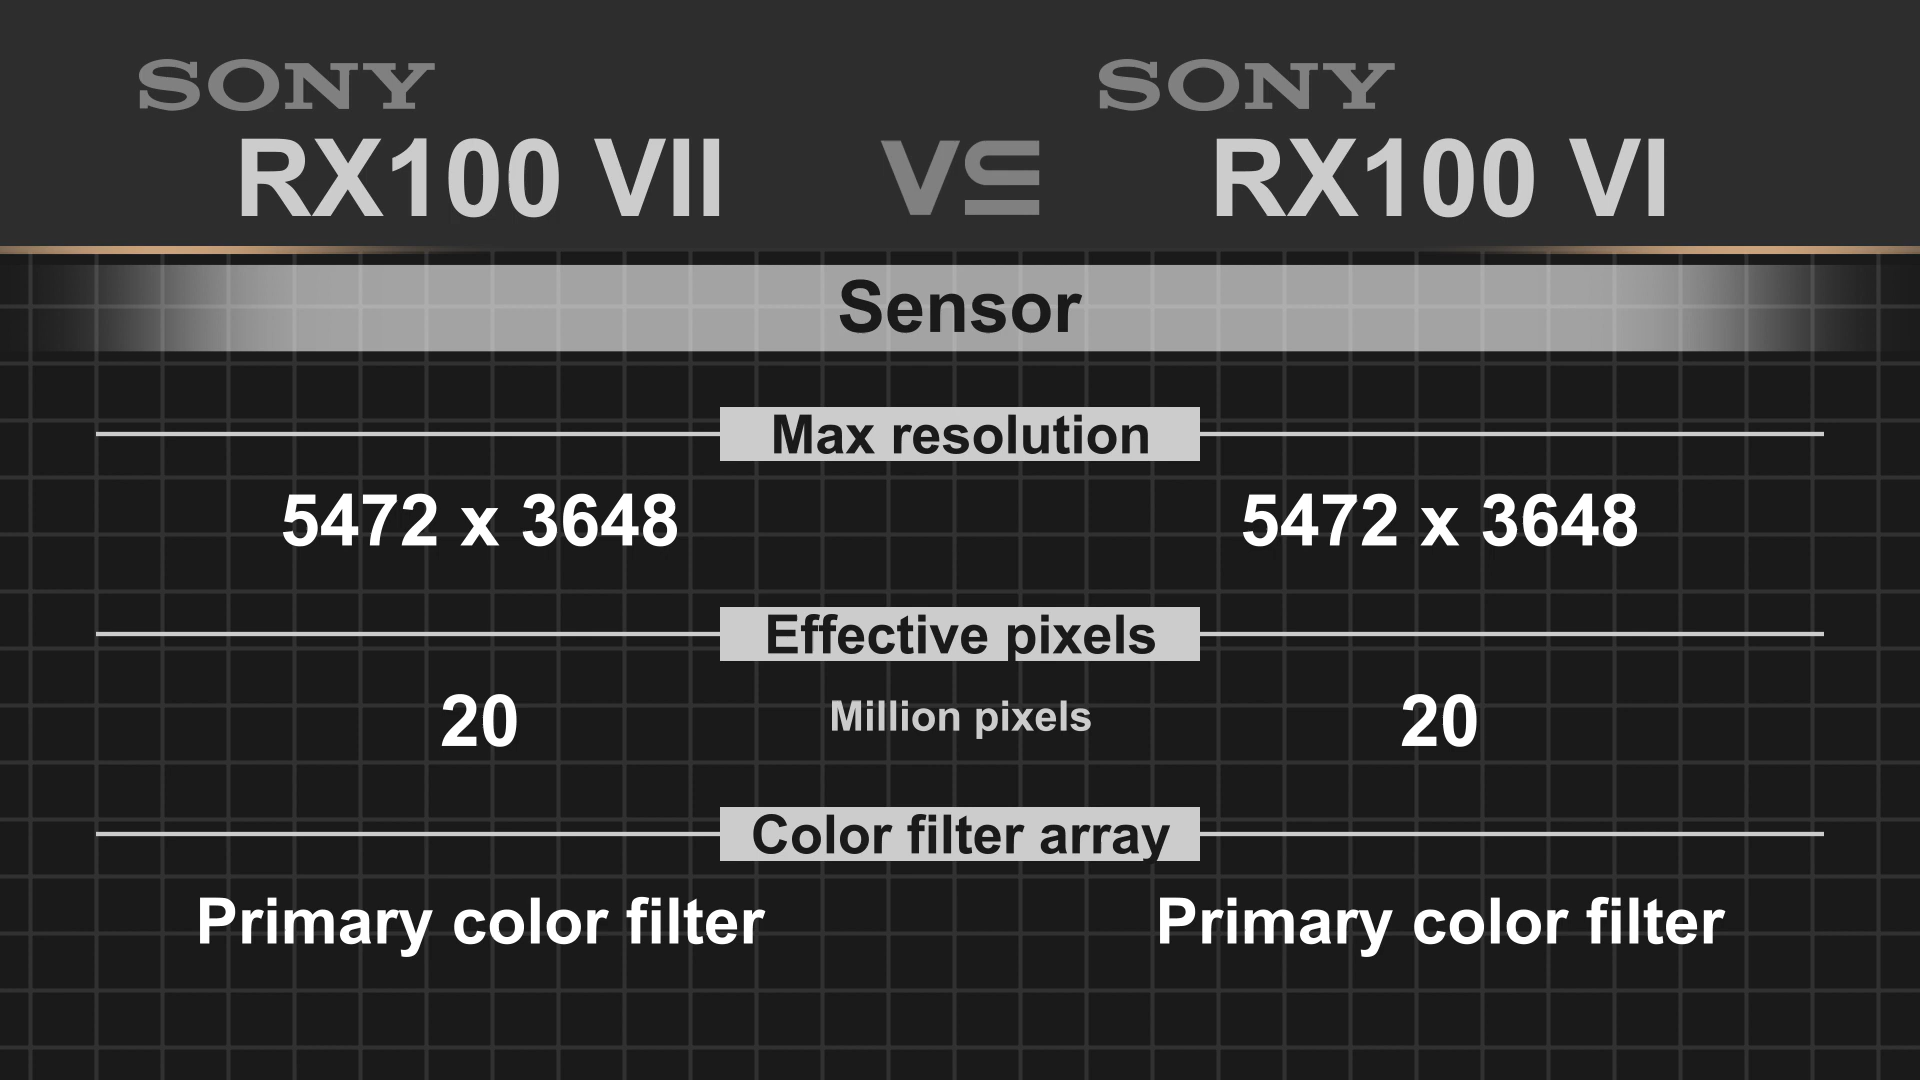 SONY SONY
RX100 VII VS RX100 VI
Sensor
Max resolution
5472 x 3648 5472 x 3648
Effective pixels
20 Million pixels 20
Color filter array
Primary color filter Primary color filter